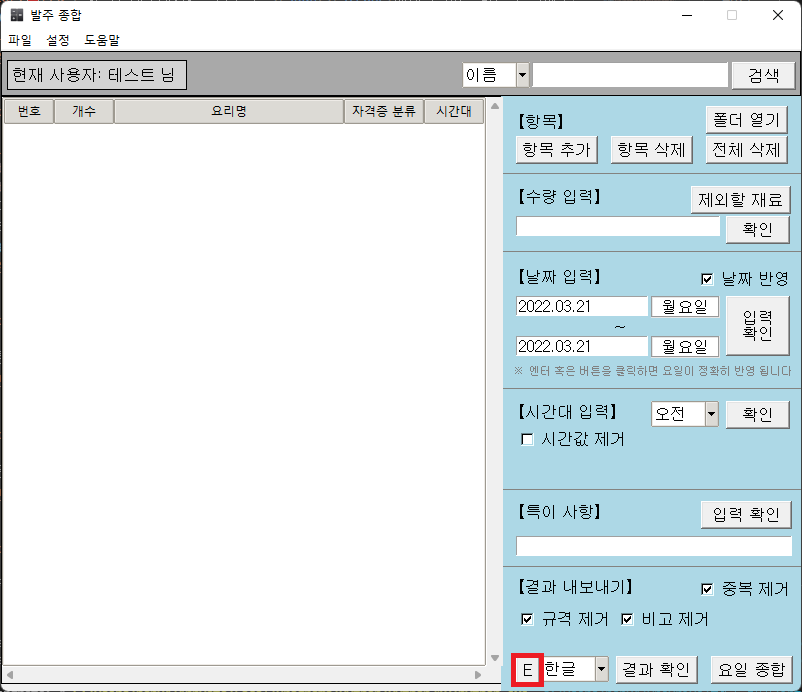 발주 종합
파일 설정 도움말
현재 사용자: 테스트 닝 이름 검색
번호 개수 요리명 자격증 분류 시간대
【항목】 폴더 열기
항목 추가 항목 삭제 전체 삭제
【수량 입력】 제외할 재료
확인
【날짜 입력】 날짜 반영
2022.03.21 월요일
~
입력
확인
2022.03.21 월요일
※ 엔터 혹은 버튼을 클릭하면 요일이 정확히 반영 됩니다
【시간대 입력】 오전 확인
시간값 제거
【특이 사항】 입력 확인
【결과 내보내기】 중복 제거
규격 제거 비고 제거
E 한글 결과 확인 요일 종합